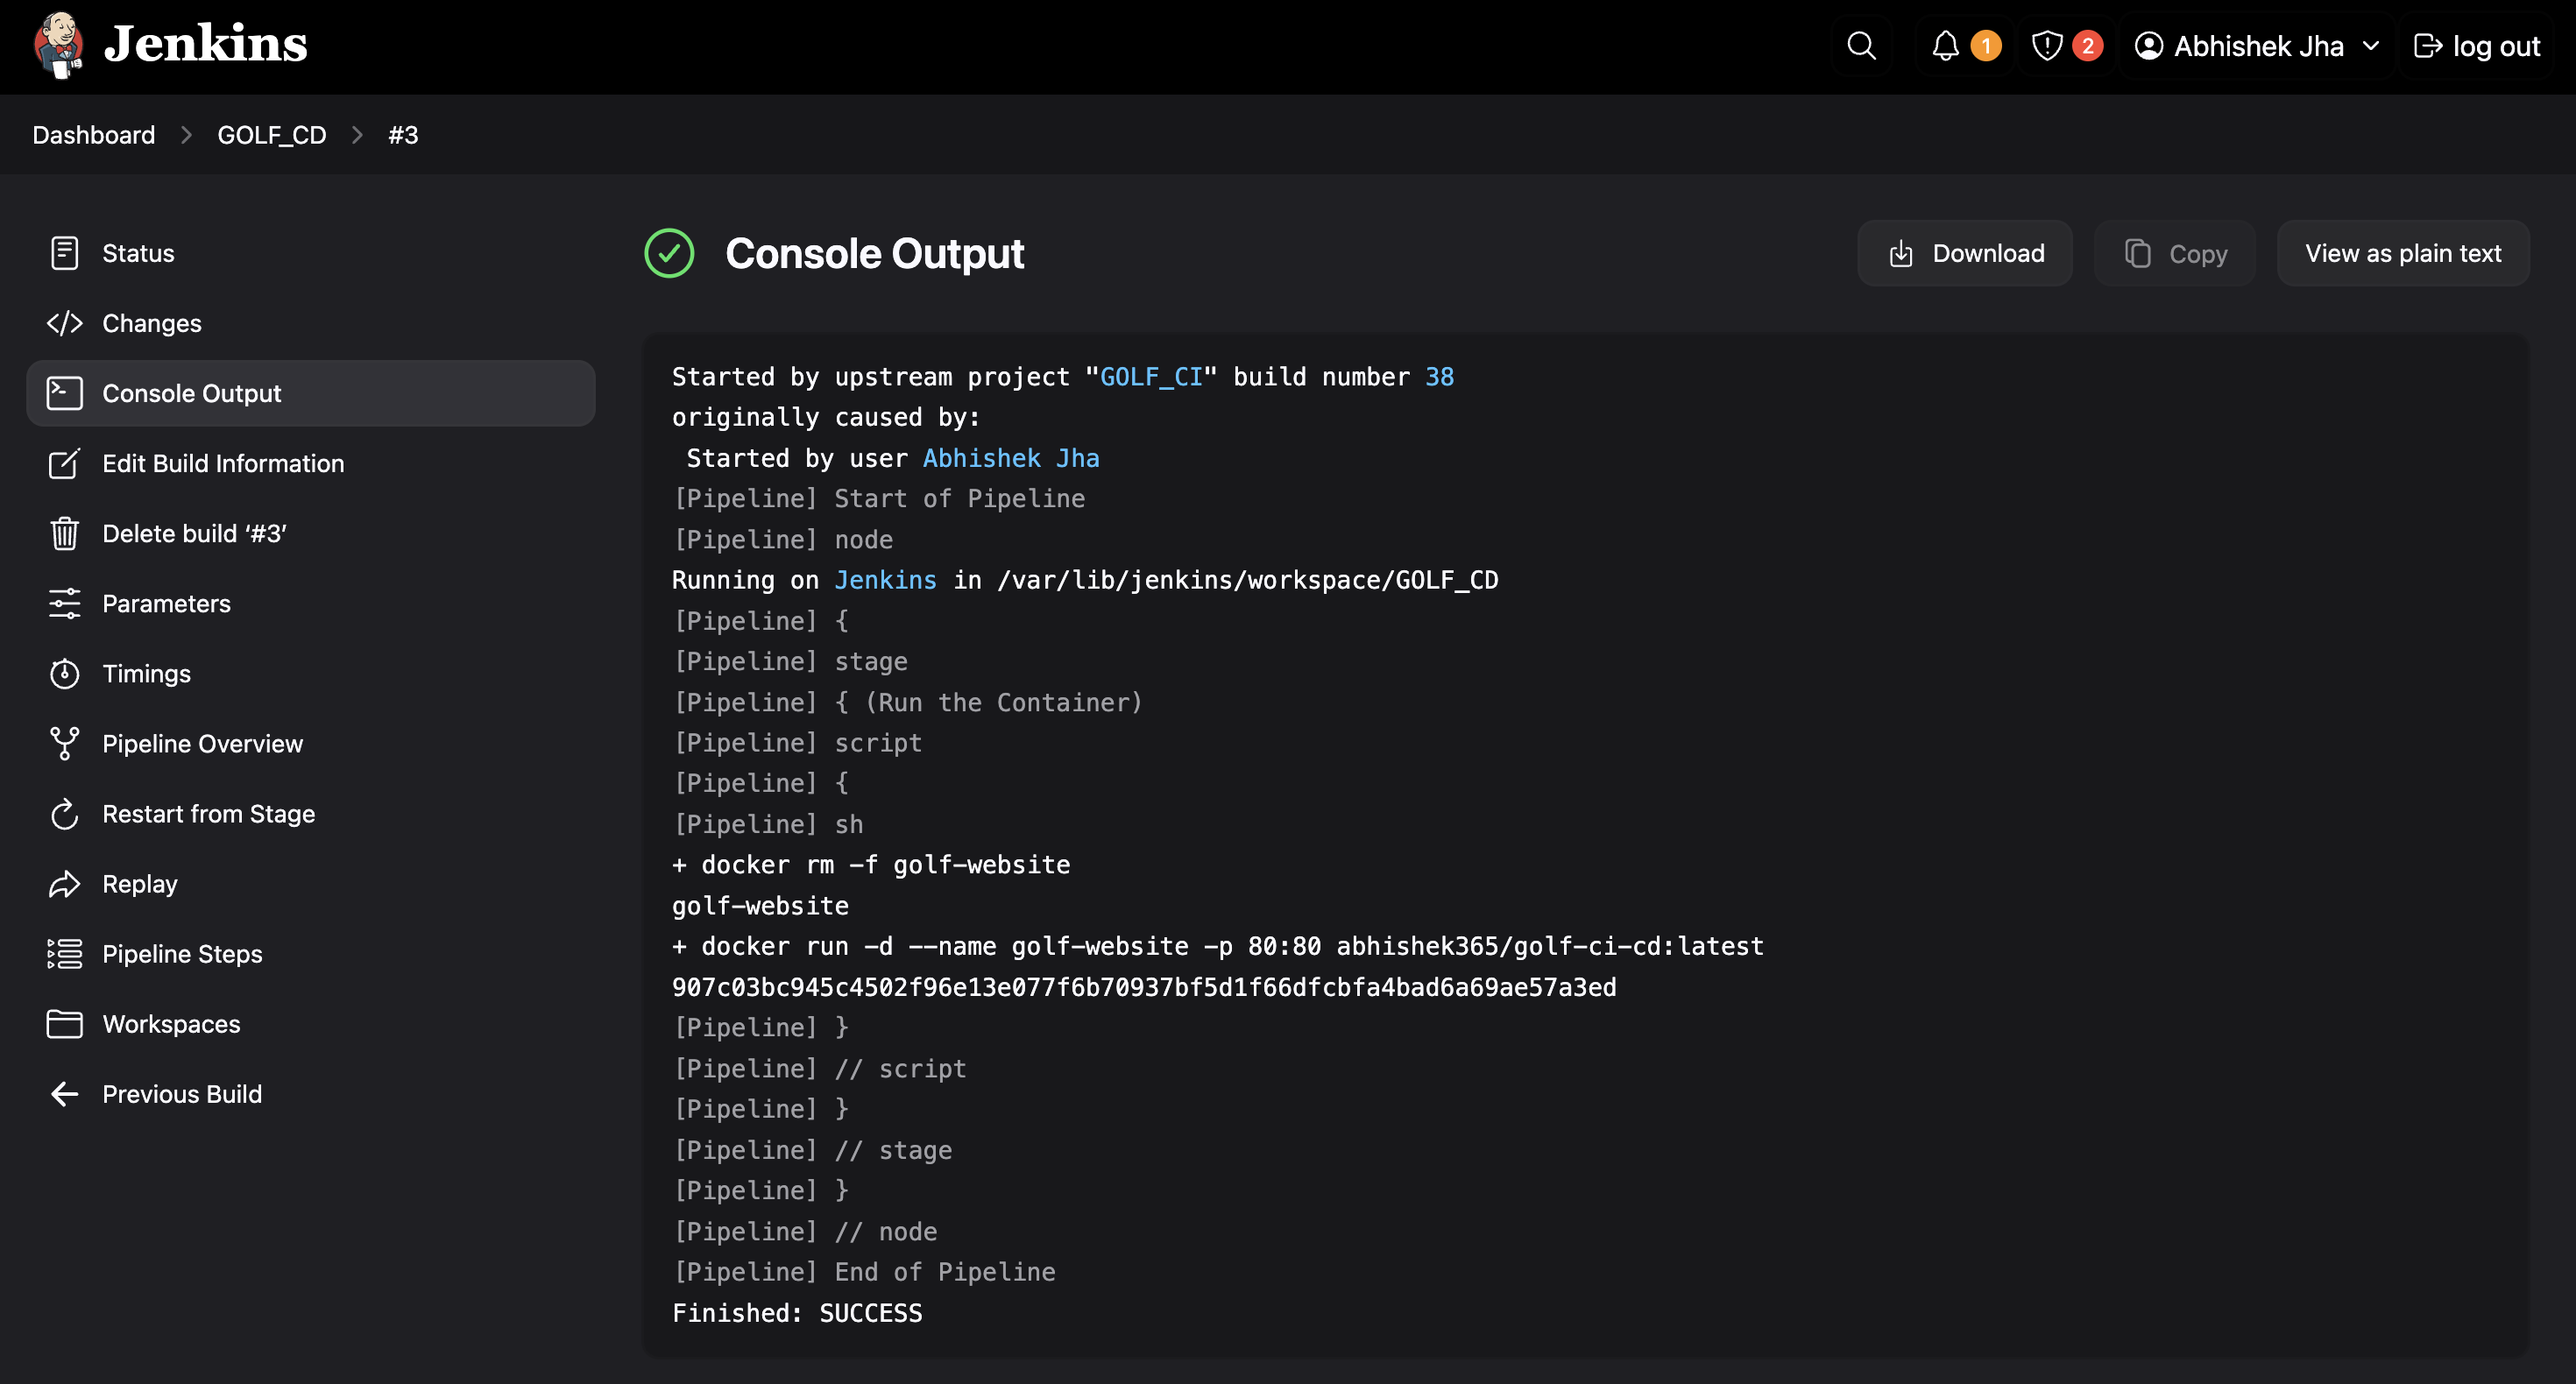 Jenkins
1
2
Abhishek Jha
log out
Dashboard
GOLF_CD
#3
Status
Changes
Console Output
Edit Build Information
Delete build ‘#3’
Parameters
Timings
Pipeline Overview
Restart from Stage
Replay
Pipeline Steps
Workspaces
Previous Build
Console Output
Download
Copy
View as plain text
Started by upstream project "GOLF_CI" build number 38
originally caused by:
 Started by user Abhishek Jha
[Pipeline] Start of Pipeline
[Pipeline] node
Running on Jenkins in /var/lib/jenkins/workspace/GOLF_CD
[Pipeline] {
[Pipeline] stage
[Pipeline] { (Run the Container)
[Pipeline] script
[Pipeline] {
[Pipeline] sh
+ docker rm -f golf-website
golf-website
+ docker run -d --name golf-website -p 80:80 abhishek365/golf-ci-cd:latest
907c03bc945c4502f96e13e077f6b70937bf5d1f66dfcbfa4bad6a69ae57a3ed
[Pipeline] }
[Pipeline] // script
[Pipeline] }
[Pipeline] // stage
[Pipeline] }
[Pipeline] // node
[Pipeline] End of Pipeline
Finished: SUCCESS